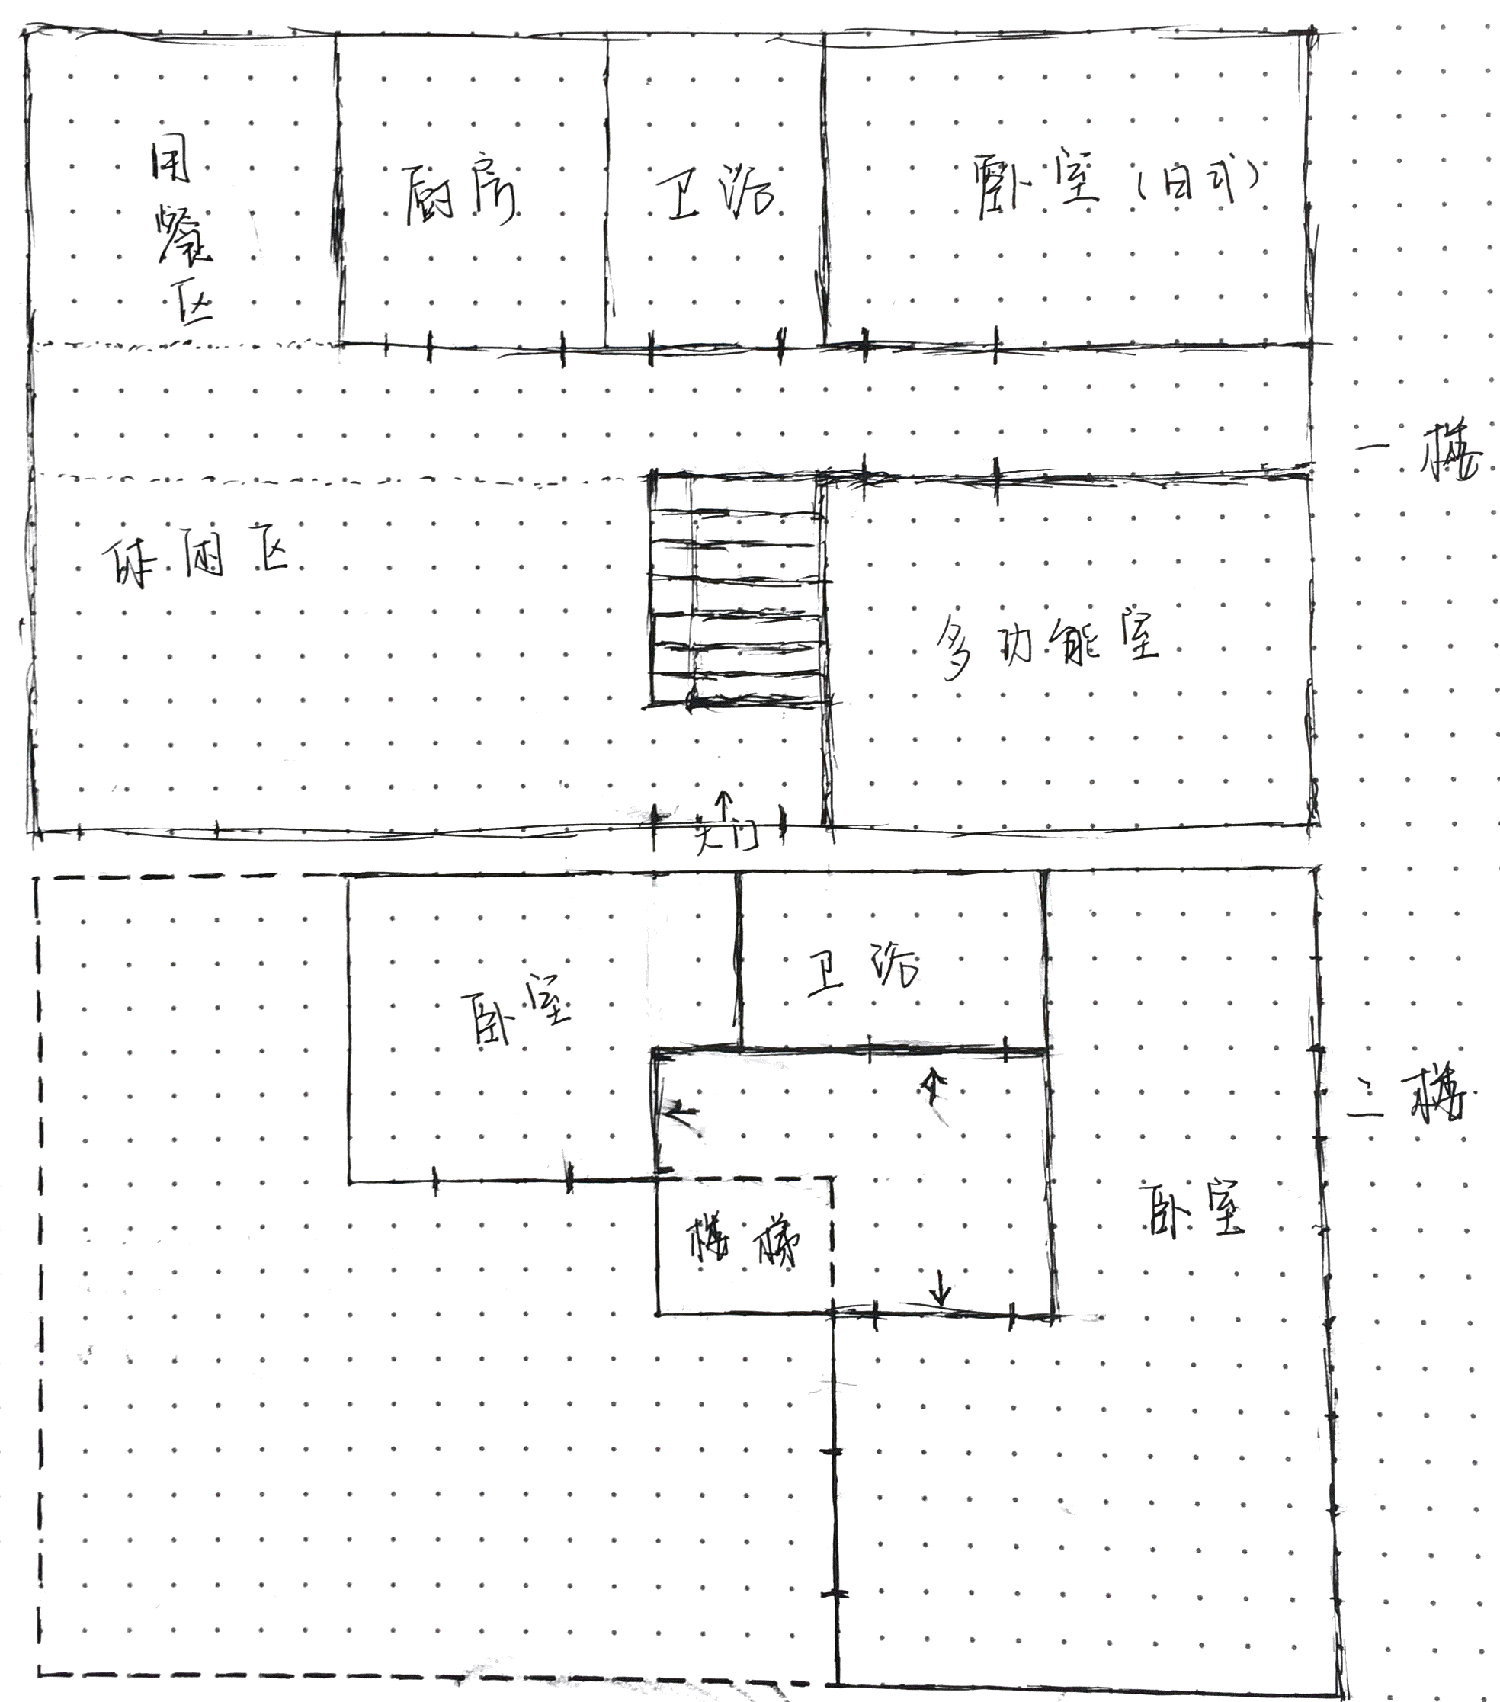 用餐区
厨房
卫浴
卧室（日式）
一楼
休闲区
多功能室
大门
卧室
卫浴
二楼
卧室
楼梯